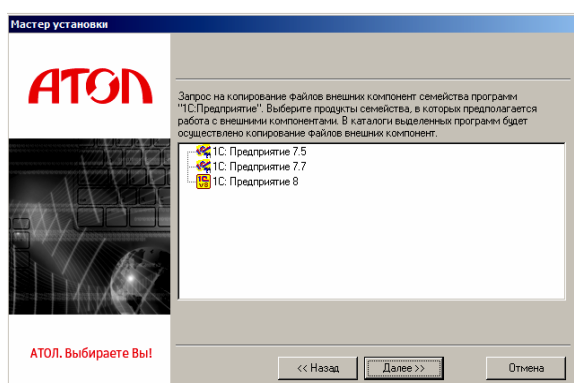 Мастер установки
АТОЛ
Запрос на копирование файлов внешних компонент семейства программ
"1С:Предприятие". Выберите продукты семейства, в которых предполагается
работа с внешними компонентами. В каталоги выделенных программ будет
осуществлено копирование файлов внешних компонент.
1С: Предприятие 7.5
1С: Предприятие 7.7
1С: Предприятие 8
АТОЛ. Выбираете Вы!
<< Назад
Далее >>
Отмена